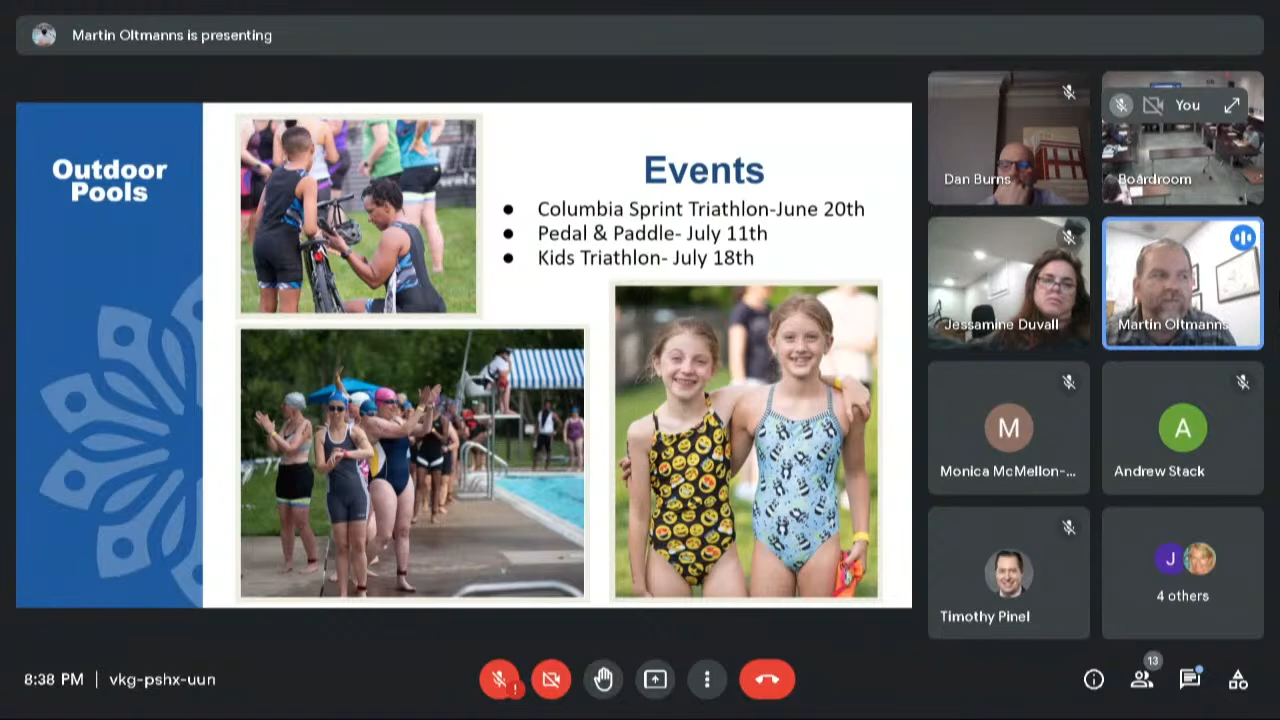 Martin Oltmanns is presenting
Outdoor
Pools
Events
● Columbia Sprint Triathlon-June 20th
● Pedal & Paddle- July 11th
● Kids Triathlon- July 18th
Dan Burns
You
Boardroom
Jessamine Duvall
Martin Oltmanns
M
Monica McMellon-...
A
Andrew Stack
Timothy Pinel
J
4 others
8:38 PM | vkg-pshx-uun
!
13